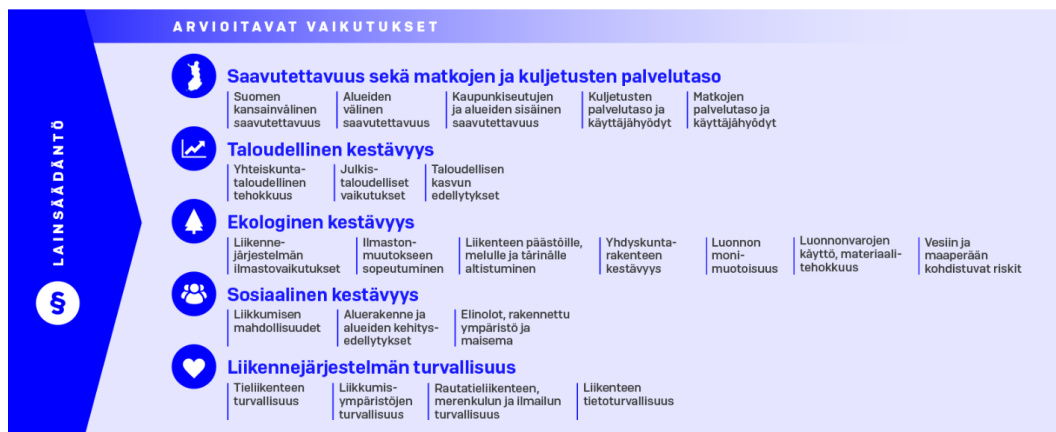 ARVIOITAVAT VAIKUTUKSET
LAINSÄÄDÄNTÖ
§
Saavutettavuus sekä matkojen ja kuljetusten palvelutaso
Suomen
kansainvälinen
saavutettavuus
Alueiden
välinen
saavutettavuus
Kaupunkiseutujen
ja alueiden sisäinen
saavutettavuus
Kuljetusten
palvelutaso ja
käyttäjähyödyt
Matkojen
palvelutaso ja
käyttäjähyödyt
Taloudellinen kestävyys
Yhteiskunta-
taloudellinen
tehokkuus
Julkis-
taloudelliset
vaikutukset
Taloudellisen
kasvun
edellytykset
Ekologinen kestävyys
Liikenne-
järjestelmän
ilmastovaikutukset
Ilmaston-
muutokseen
sopeutuminen
Liikenteen päästöille,
melulle ja tärinälle
altistuminen
Yhdyskunta-
rakenteen
kestävyys
Luonnon
moni-
muotoisuus
Luonnonvarojen
käyttö, materiaali-
tehokkuus
Vesiin ja
maaperään
kohdistuvat riskit
Sosiaalinen kestävyys
Liikkumisen
mahdollisuudet
Aluerakenne ja
alueiden kehitys-
edellytykset
Elinolot, rakennettu
ympäristö ja
maisema
Liikennejärjestelmän turvallisuus
Tieliikenteen
turvallisuus
Liikkumis-
ympäristöjen
turvallisuus
Rautatieliikenteen,
merenkulun ja ilmailun
turvallisuus
Liikenteen
tietoturvallisuus